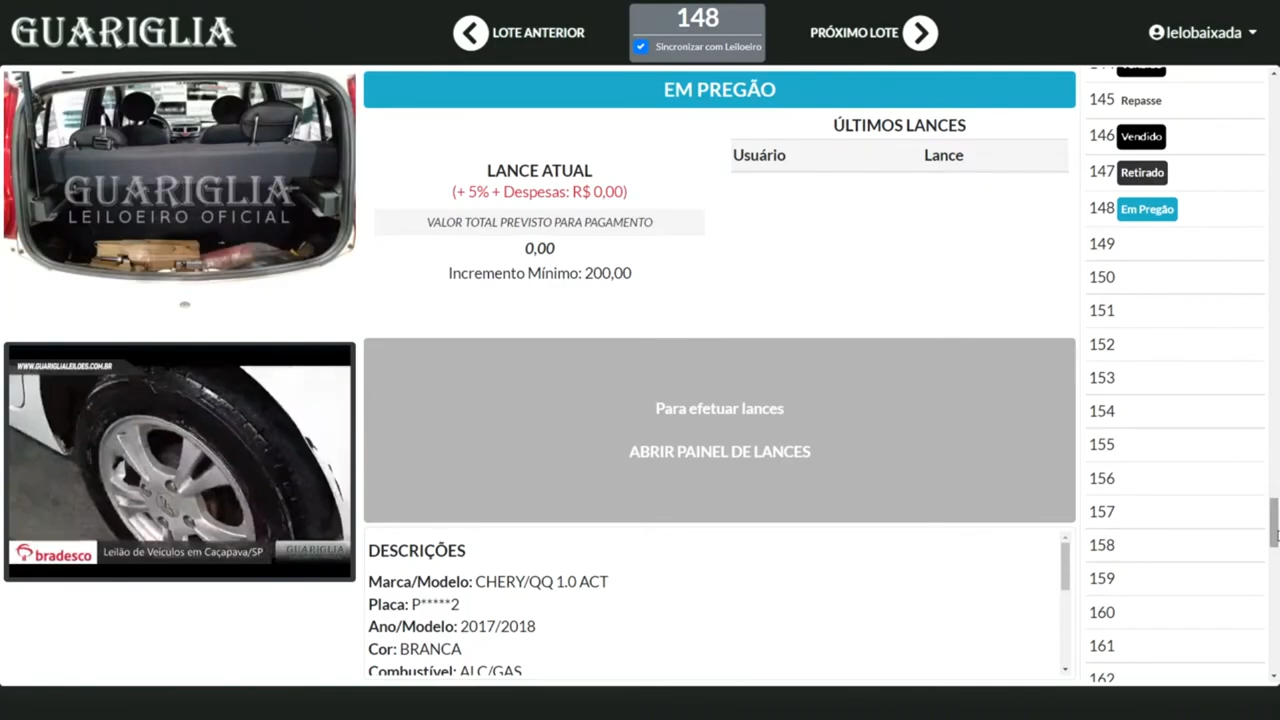 GUARIGLIA
LOTE ANTERIOR
148
Sincronizar com Leiloeiro
PRÓXIMO LOTE
lelobaixada
GUARIGLIA
LEILOEIRO OFICIAL
WWW.GUARIGLIALEILOES.COM.BR
bradesco
Leilão de Veículos em Caçapava/SP
GUARIGLIA
EM PREGÃO
LANCE ATUAL
(+ 5% + Despesas: R$ 0,00)
VALOR TOTAL PREVISTO PARA PAGAMENTO
0,00
Incremento Mínimo: 200,00
ÚLTIMOS LANCES
Usuário Lance
Para efetuar lances
ABRIR PAINEL DE LANCES
DESCRIÇÕES
Marca/Modelo: CHERY/QQ 1.0 ACT
Placa: P*****2
Ano/Modelo: 2017/2018
Cor: BRANCA
Combustível: ALC/GAS
145 Repasse
146 Vendido
147 Retirado
148 Em Pregão
149
150
151
152
153
154
155
156
157
158
159
160
161
162